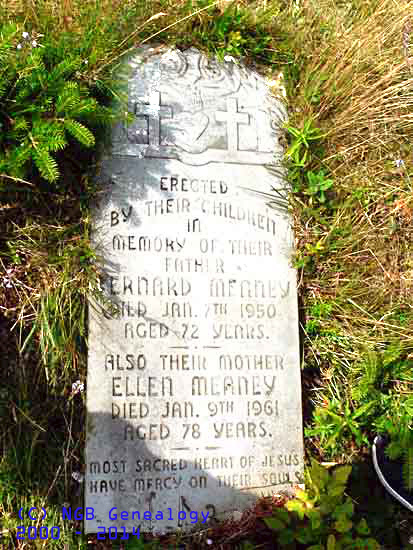 ERECTED
BY THEIR CHILDREN
IN
MEMORY OF THEIR
FATHER
BERNARD MEANEY
DIED JAN. 7TH 1950
AGED 72 YEARS.
ALSO THEIR MOTHER
ELLEN MEANEY
DIED JAN. 9TH 1961
AGED 78 YEARS.
MOST SACRED HEART OF JESUS
HAVE MERCY ON THEIR SOULS
(C) NGB Genealogy
2000 - 2014